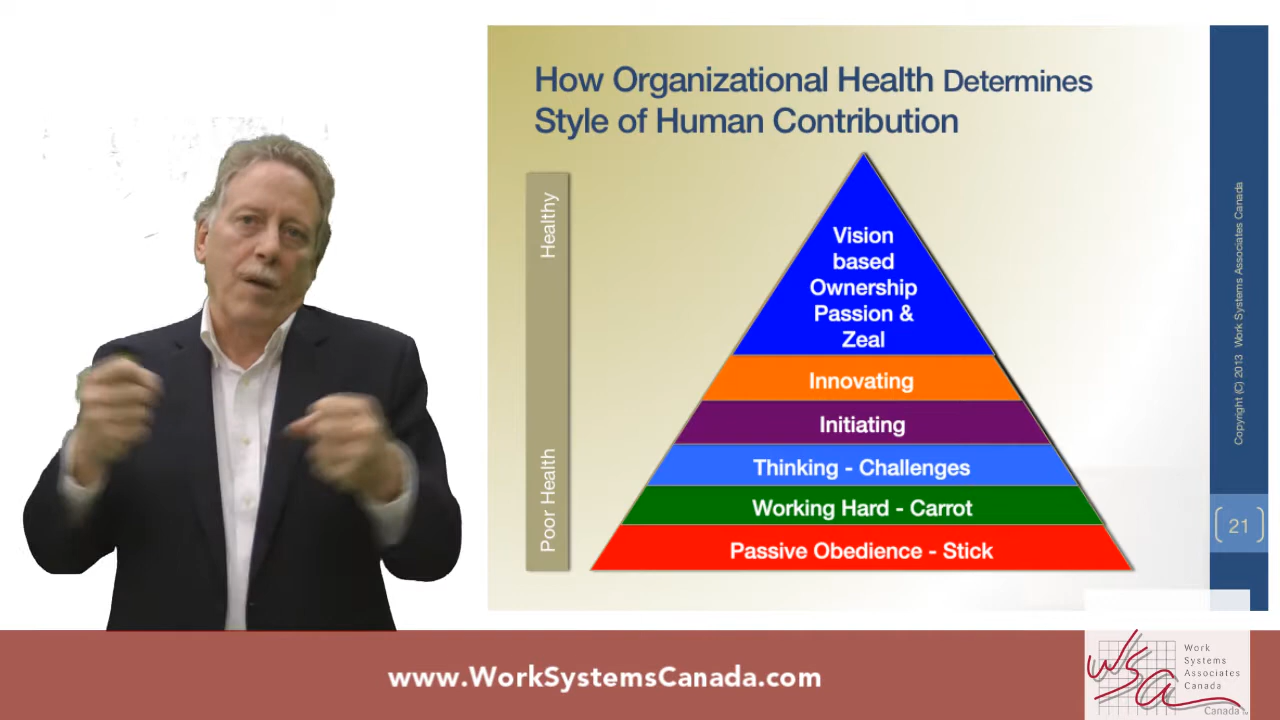 How Organizational Health Determines
Style of Human Contribution
Healthy
Poor Health
Vision
based
Ownership
Passion &
Zeal
Innovating
Initiating
Thinking - Challenges
Working Hard - Carrot
Passive Obedience - Stick
Copyright (C) 2013 Work Systems Associates Canada
21
www.WorkSystemsCanada.com
wsa
Work
Systems
Associates
Canada
Canada